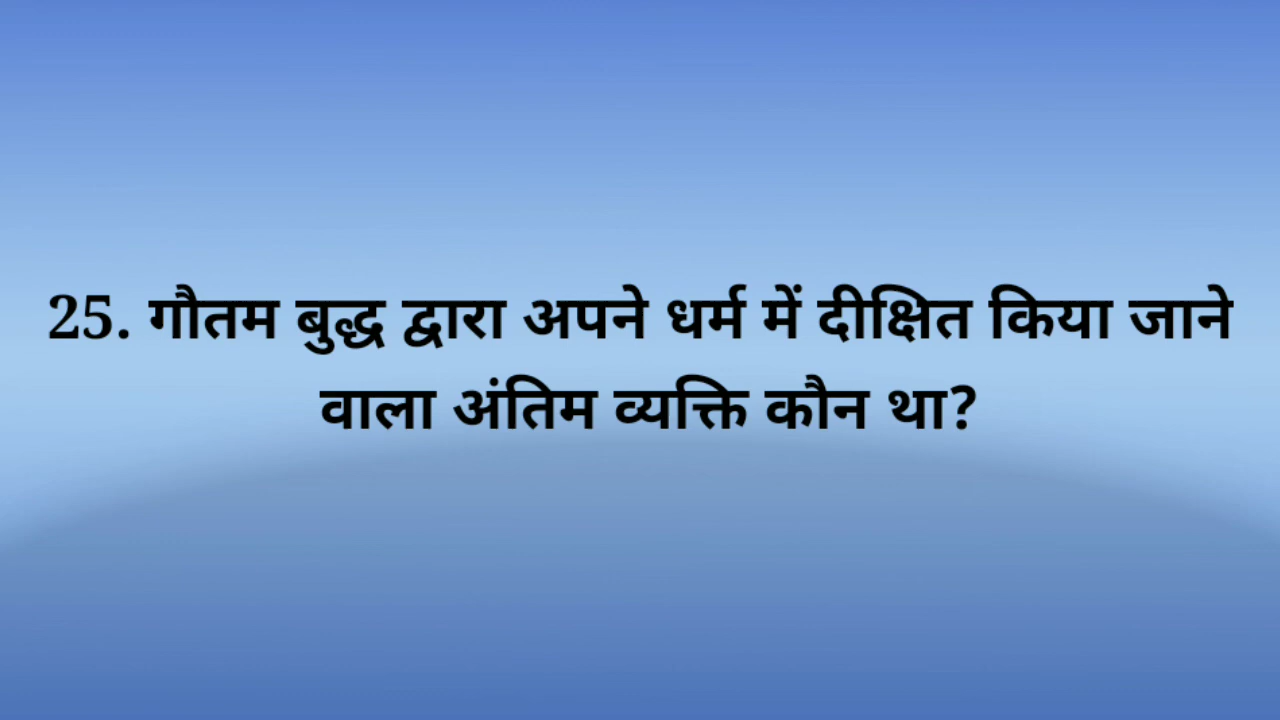 25. गौतम बुद्ध द्वारा अपने धर्म में दीक्षित किया जाने
वाला अंतिम व्यक्ति कौन था?